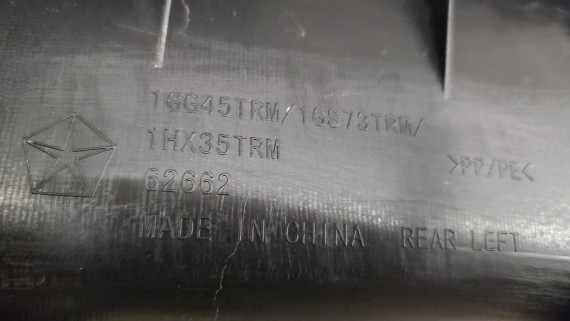 1GG45TRM/1GS73TRM/
1HX35TRM
>PP/PE<
62662
MADE IN CHINA REAR LEFT